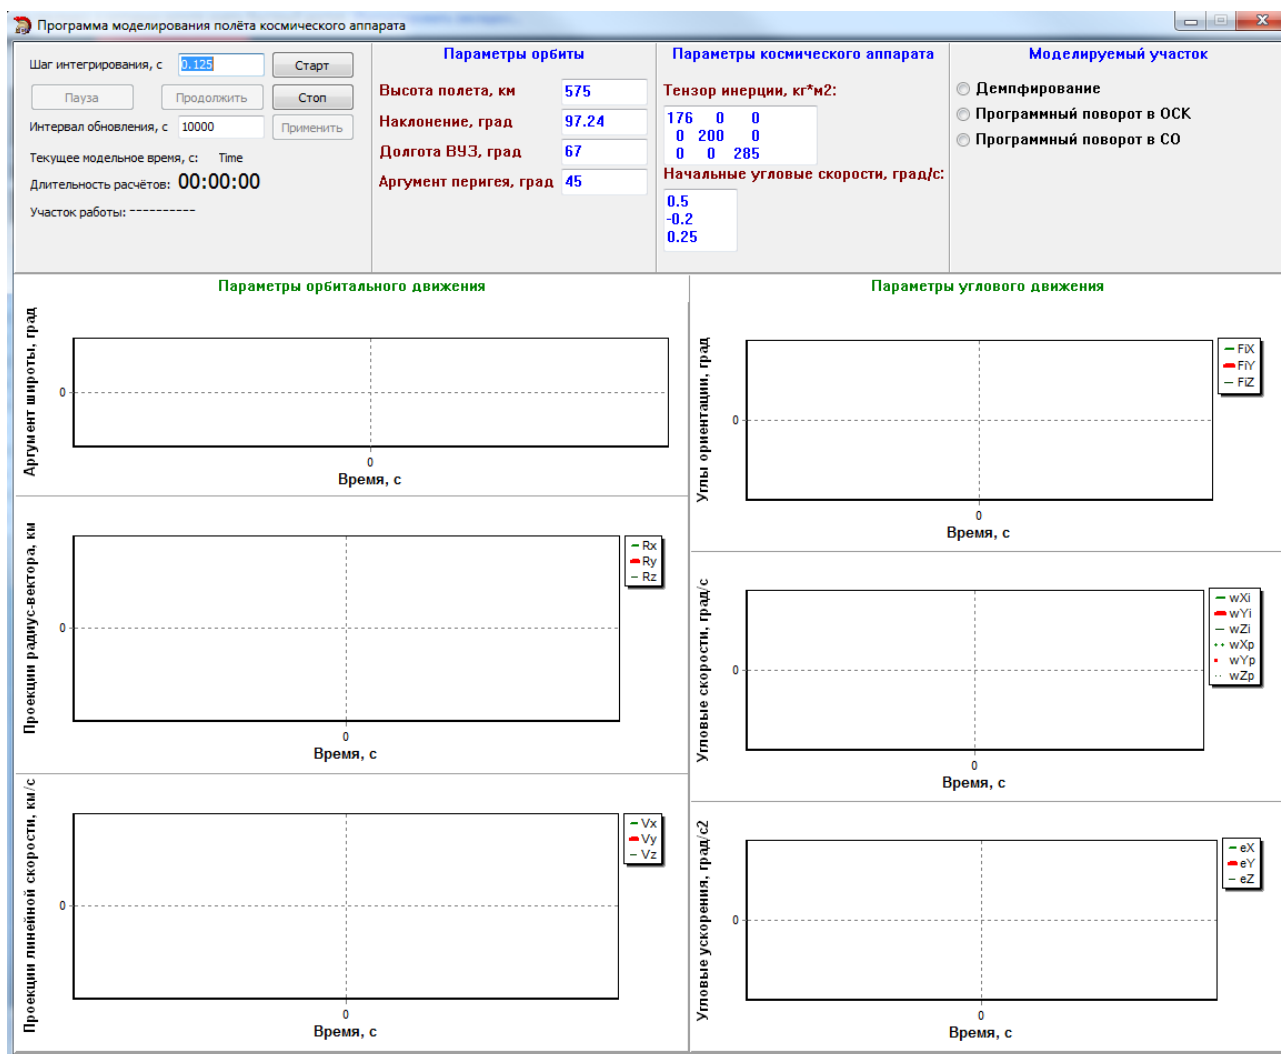 Программа моделирования полёта космического аппарата
Шаг интегрирования, с 0.125 Старт
Пауза Продолжить Стоп
Интервал обновления, с 10000 Применить
Текущее модельное время, с: Time
Длительность расчётов: 00:00:00
Участок работы: ----------
Параметры орбиты
Высота полета, км 575
Наклонение, град 97.24
Долгота ВУЗ, град 67
Аргумент перигея, град 45
Параметры космического аппарата
Тензор инерции, кг*м2:
176 0 0
0 200 0
0 0 285
Начальные угловые скорости, град/с:
0.5
-0.2
0.25
Моделируемый участок
Демпфирование
Программный поворот в ОСК
Программный поворот в СО
Параметры орбитального движения
Аргумент широты, град
0
0
Время, с
Проекции радиус-вектора, км
0
Rx
Ry
Rz
0
Время, с
Проекции линейной скорости, км/с
0
Vx
Vy
Vz
0
Время, с
Параметры углового движения
Углы ориентации, град
0
FiX
FiY
FiZ
0
Время, с
Угловые скорости, град/с
0
wXi
wYi
wZi
wXp
wYp
wZp
0
Время, с
Угловые ускорения, град/с2
0
eX
eY
eZ
0
Время, с